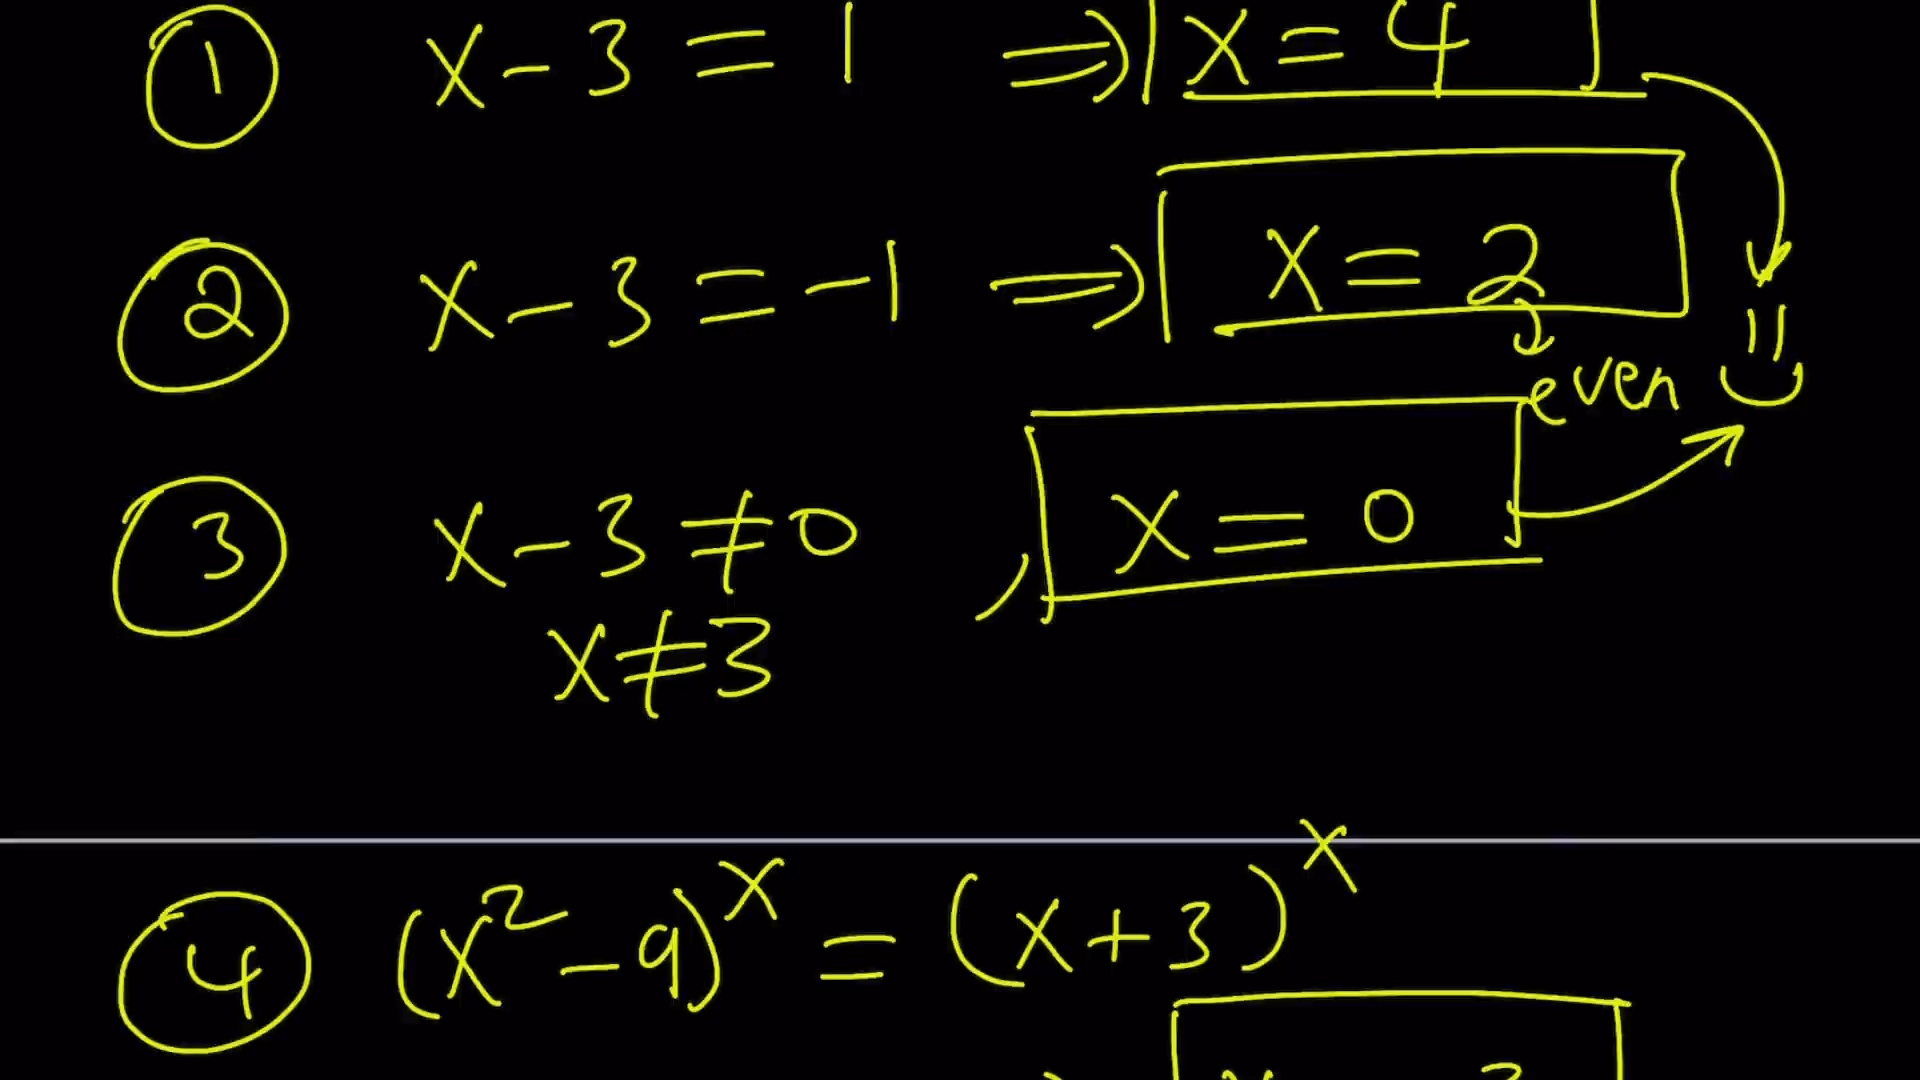 ① x - 3 = 1 ⇒ x = 4
② x - 3 = -1 ⇒ x = 2
even
③ x - 3 ≠ 0, x = 0
x ≠ 3
④ (x² - 9)ˣ = (x + 3)ˣ